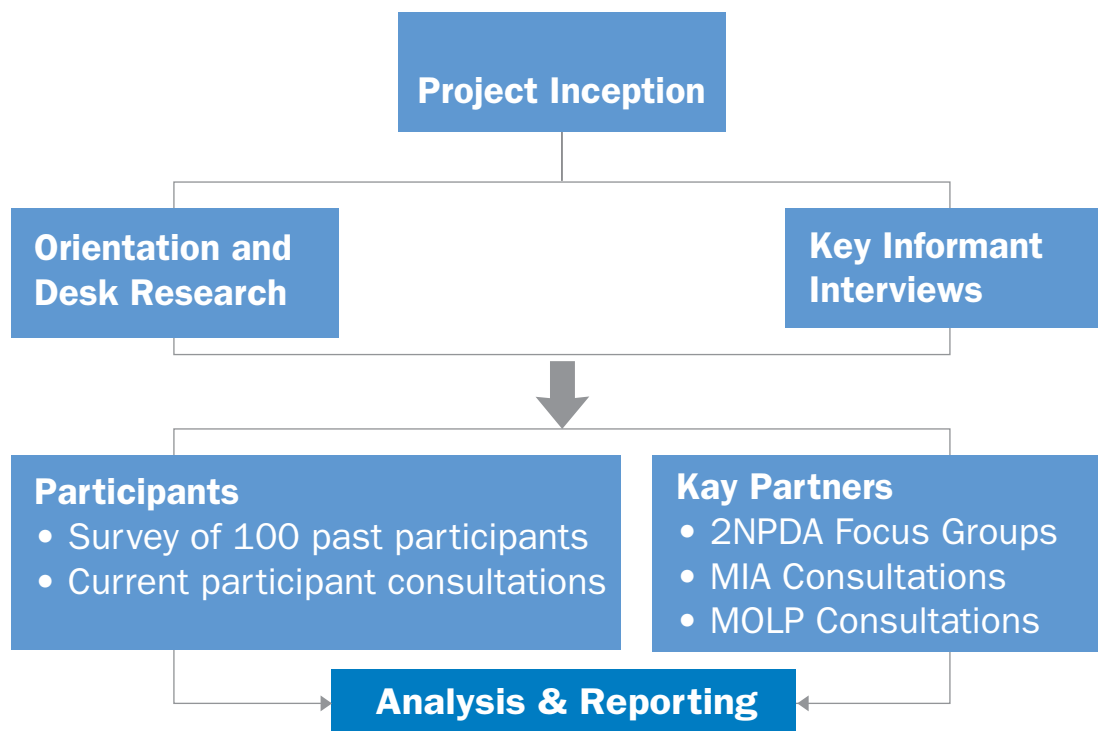 Project Inception
Orientation and
Desk Research
Key Informant
Interviews
Participants
• Survey of 100 past participants
• Current participant consultations
Kay Partners
• 2NPDA Focus Groups
• MIA Consultations
• MOLP Consultations
Analysis & Reporting